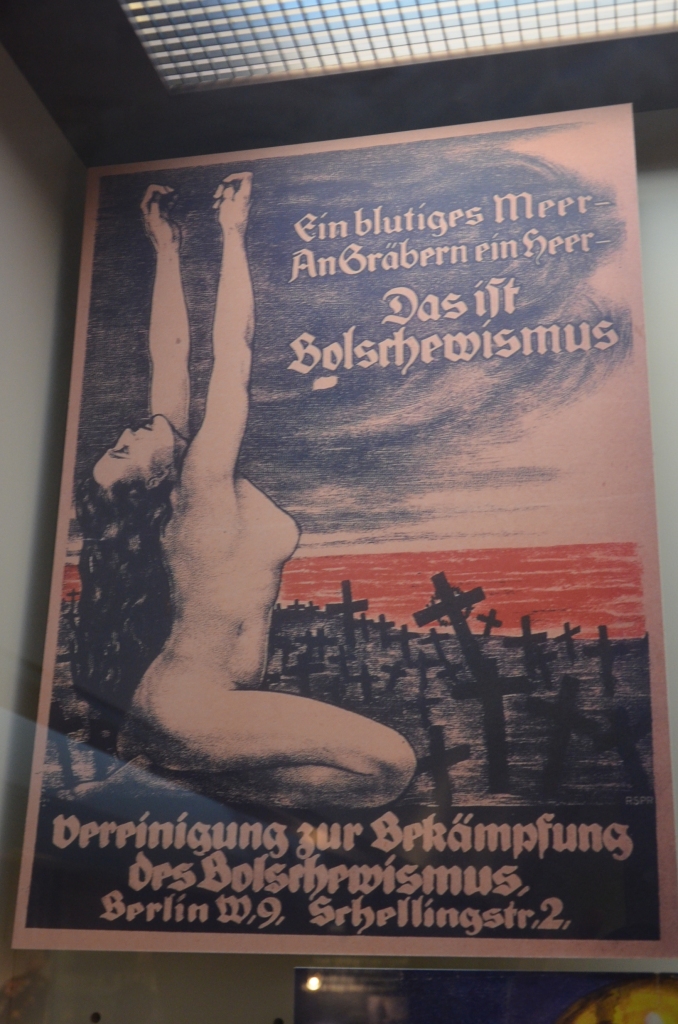 Ein blutiges Meer-
An Gräbern ein Heer-
Das ist
Bolschewismus
RSPR
Vereinigung zur Bekämpfung
des Bolschewismus,
Berlin W.9, Schellingstr. 2,